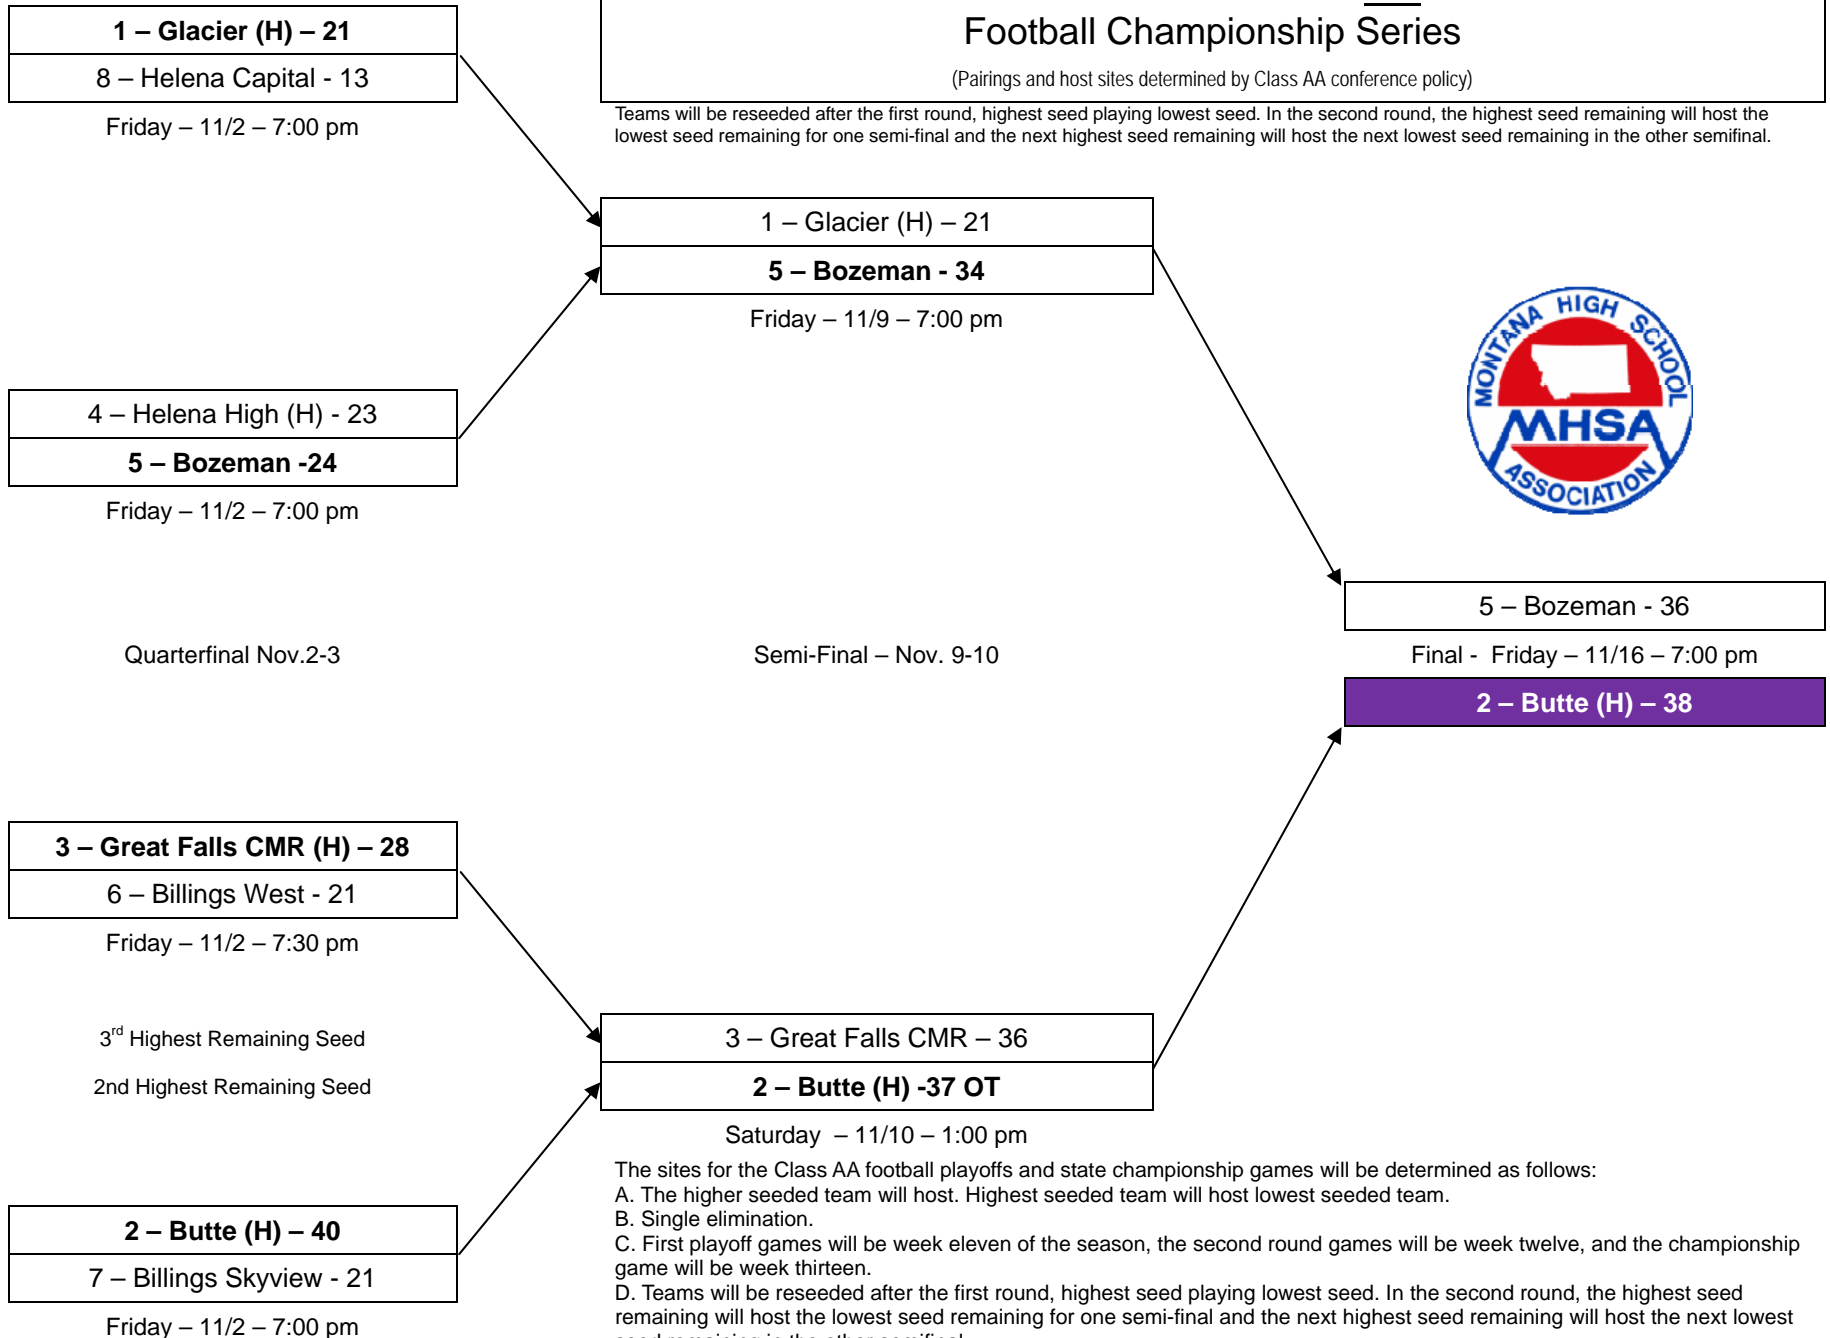 1 – Glacier (H) – 21
8 – Helena Capital - 13
Friday – 11/2 – 7:00 pm
Football Championship Series
(Pairings and host sites determined by Class AA conference policy)
Teams will be reseeded after the first round, highest seed playing lowest seed. In the second round, the highest seed remaining will host the
lowest seed remaining for one semi-final and the next highest seed remaining will host the next lowest seed remaining in the other semifinal.
1 – Glacier (H) – 21
5 – Bozeman - 34
Friday – 11/9 – 7:00 pm
4 – Helena High (H) - 23
5 – Bozeman -24
Friday – 11/2 – 7:00 pm
MONTANA HIGH SCHOOL
MHSA
ASSOCIATION
5 – Bozeman - 36
Quarterfinal Nov.2-3
Semi-Final – Nov. 9-10
Final - Friday – 11/16 – 7:00 pm
2 – Butte (H) – 38
3 – Great Falls CMR (H) – 28
6 – Billings West - 21
Friday – 11/2 – 7:30 pm
3rd Highest Remaining Seed
2nd Highest Remaining Seed
3 – Great Falls CMR – 36
2 – Butte (H) -37 OT
Saturday – 11/10 – 1:00 pm
2 – Butte (H) – 40
7 – Billings Skyview - 21
Friday – 11/2 – 7:00 pm
The sites for the Class AA football playoffs and state championship games will be determined as follows:
A. The higher seeded team will host. Highest seeded team will host lowest seeded team.
B. Single elimination.
C. First playoff games will be week eleven of the season, the second round games will be week twelve, and the championship
game will be week thirteen.
D. Teams will be reseeded after the first round, highest seed playing lowest seed. In the second round, the highest seed
remaining will host the lowest seed remaining for one semi-final and the next highest seed remaining will host the next lowest